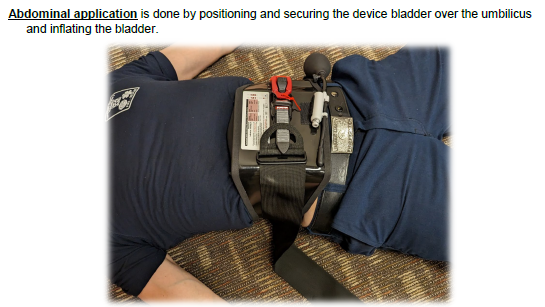 Abdominal application is done by positioning and securing the device bladder over the umbilicus
and inflating the bladder.